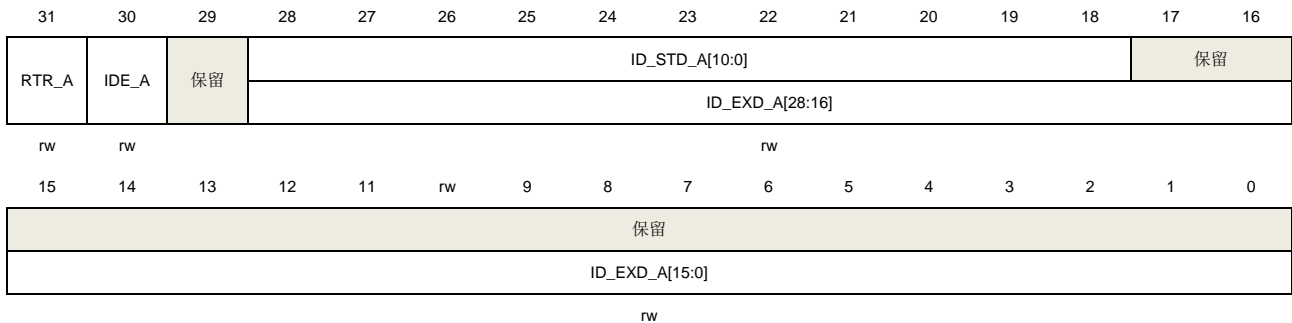 31 30 29 28 27 26 25 24 23 22 21 20 19 18 17 16
RTR_A IDE_A 保留 ID_STD_A[10:0] 保留
ID_EXD_A[28:16]
rw rw rw
15 14 13 12 11 rw 9 8 7 6 5 4 3 2 1 0
保留
ID_EXD_A[15:0]
rw